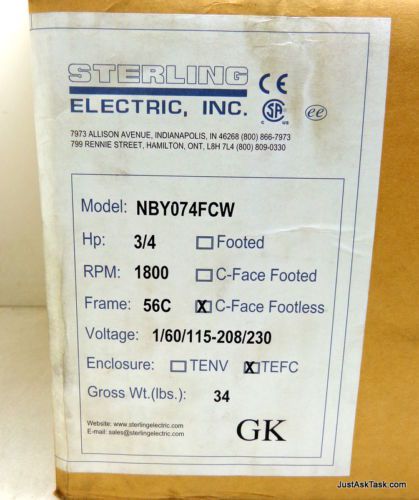 STERLING
ELECTRIC, INC.
CE
SA
ee
7973 ALLISON AVENUE, INDIANAPOLIS, IN 46268 (800) 866-7973
799 RENNIE STREET, HAMILTON, ONT, L8H 7L4 (800) 809-0330
Model: NBY074FCW
Hp: 3/4 Footed
RPM: 1800 C-Face Footed
Frame: 56C X C-Face Footless
Voltage: 1/60/115-208/230
Enclosure: TENV X TEFC
Gross Wt.(lbs.): 34
Website: www.sterlingelectric.com
E-mail: sales@sterlingelectric.com
GK
JustAskTask.com